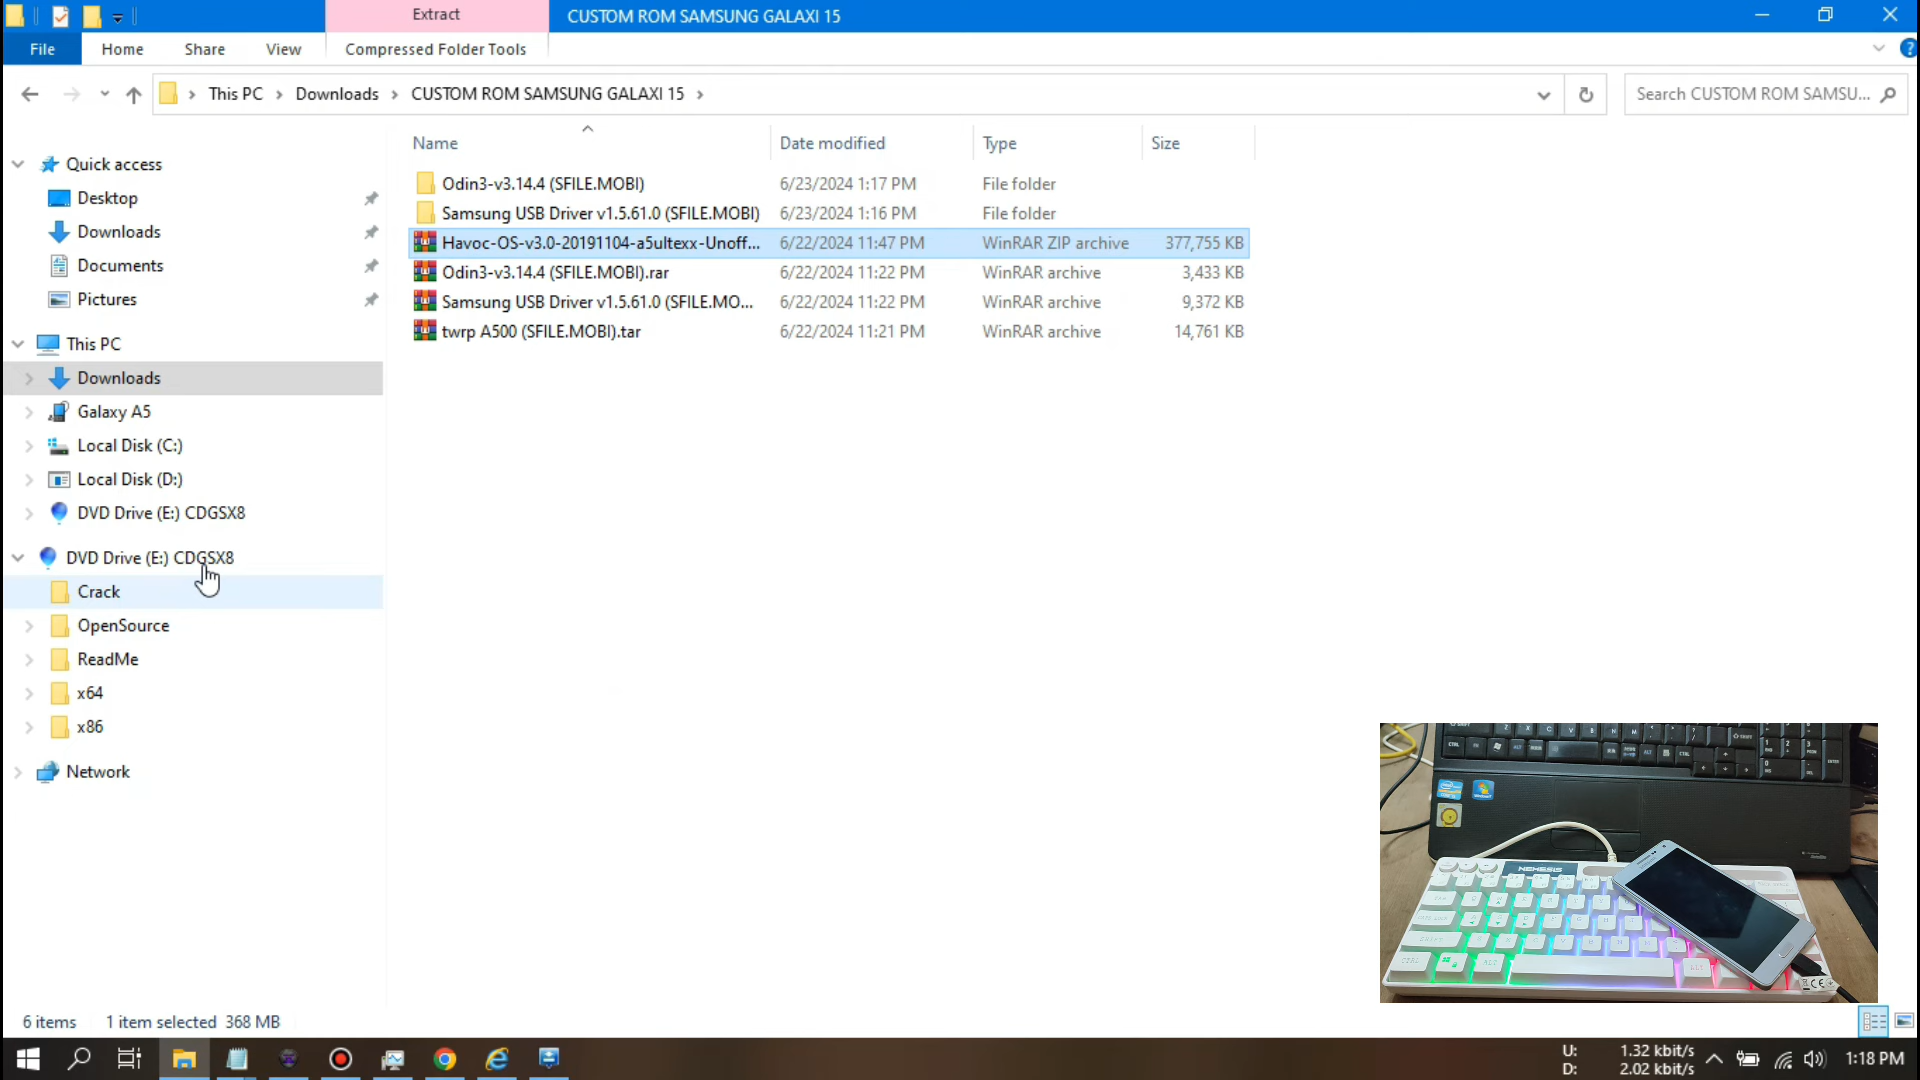 Extract
CUSTOM ROM SAMSUNG GALAXI 15
File
Home
Share
View
Compressed Folder Tools
This PC
Downloads
CUSTOM ROM SAMSUNG GALAXI 15
Search CUSTOM ROM SAMSU...
Name
Date modified
Type
Size
Quick access
Desktop
Downloads
Documents
Pictures
This PC
Downloads
Galaxy A5
Local Disk (C:)
Local Disk (D:)
DVD Drive (E:) CDGSX8
DVD Drive (E:) CDGSX8
Crack
OpenSource
ReadMe
x64
x86
Network
Odin3-v3.14.4 (SFILE.MOBI) 6/23/2024 1:17 PM File folder
Samsung USB Driver v1.5.61.0 (SFILE.MOBI) 6/23/2024 1:16 PM File folder
Havoc-OS-v3.0-20191104-a5ultexx-Unoff... 6/22/2024 11:47 PM WinRAR ZIP archive 377,755 KB
Odin3-v3.14.4 (SFILE.MOBI).rar 6/22/2024 11:22 PM WinRAR archive 3,433 KB
Samsung USB Driver v1.5.61.0 (SFILE.MO... 6/22/2024 11:22 PM WinRAR archive 9,372 KB
twrp A500 (SFILE.MOBI).tar 6/22/2024 11:21 PM WinRAR archive 14,761 KB
NEMESIS
6 items 1 item selected 368 MB
U: 1.32 kbit/s
D: 2.02 kbit/s
1:18 PM